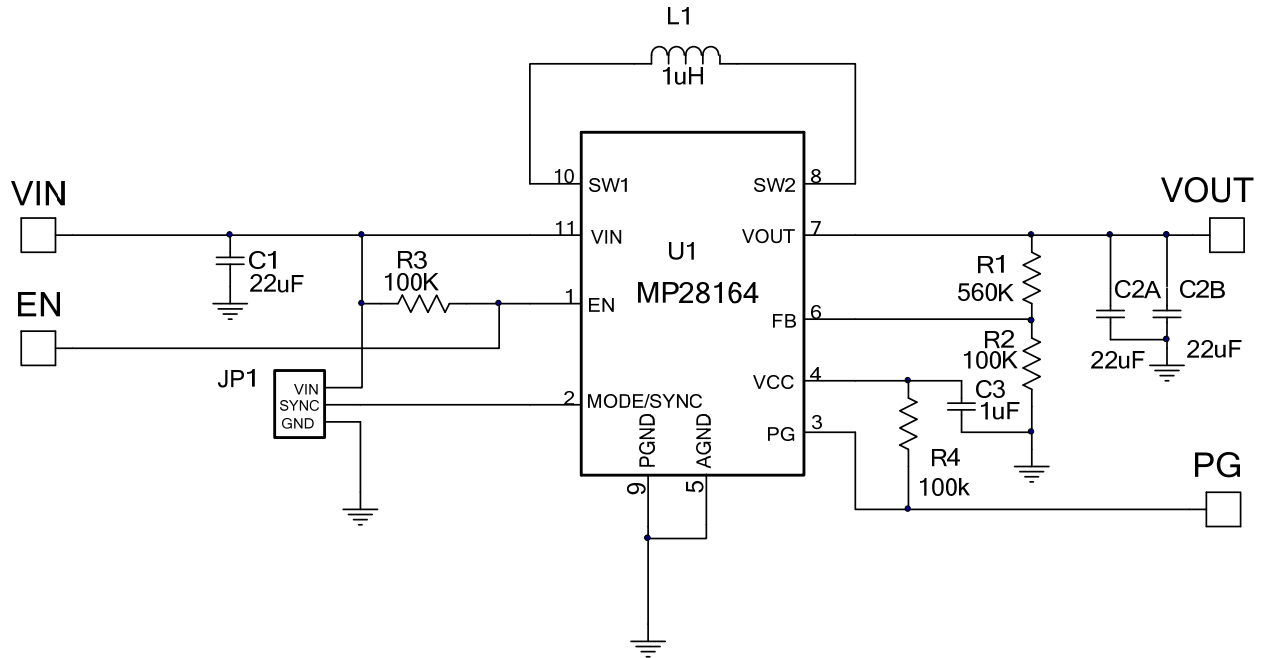 L1
1uH
10
SW1
SW2
8
VIN
VOUT
11
VIN
VOUT
7
U1
MP28164
C1
22uF
R3
100K
R1
560K
C2A
C2B
EN
1
EN
FB
6
R2
100K
22uF
22uF
JP1
VIN
SYNC
GND
2
MODE/SYNC
VCC
4
C3
1uF
PG
3
PGND
AGND
R4
100k
PG
9
5